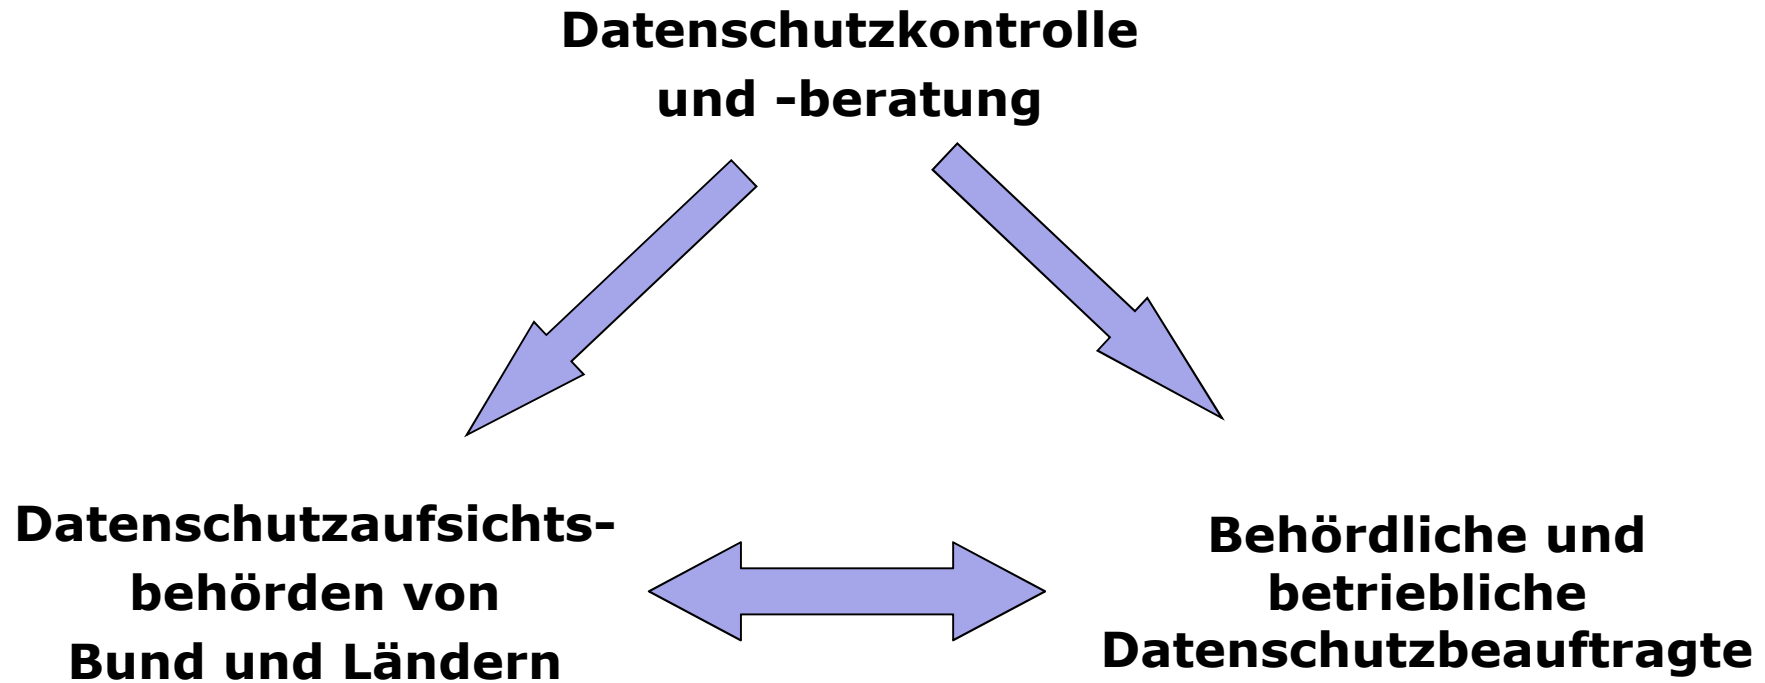 Datenschutzkontrolle
und -beratung
Datenschutzaufsichts-
behörden von
Bund und Ländern
Behördliche und
betriebliche
Datenschutzbeauftragte